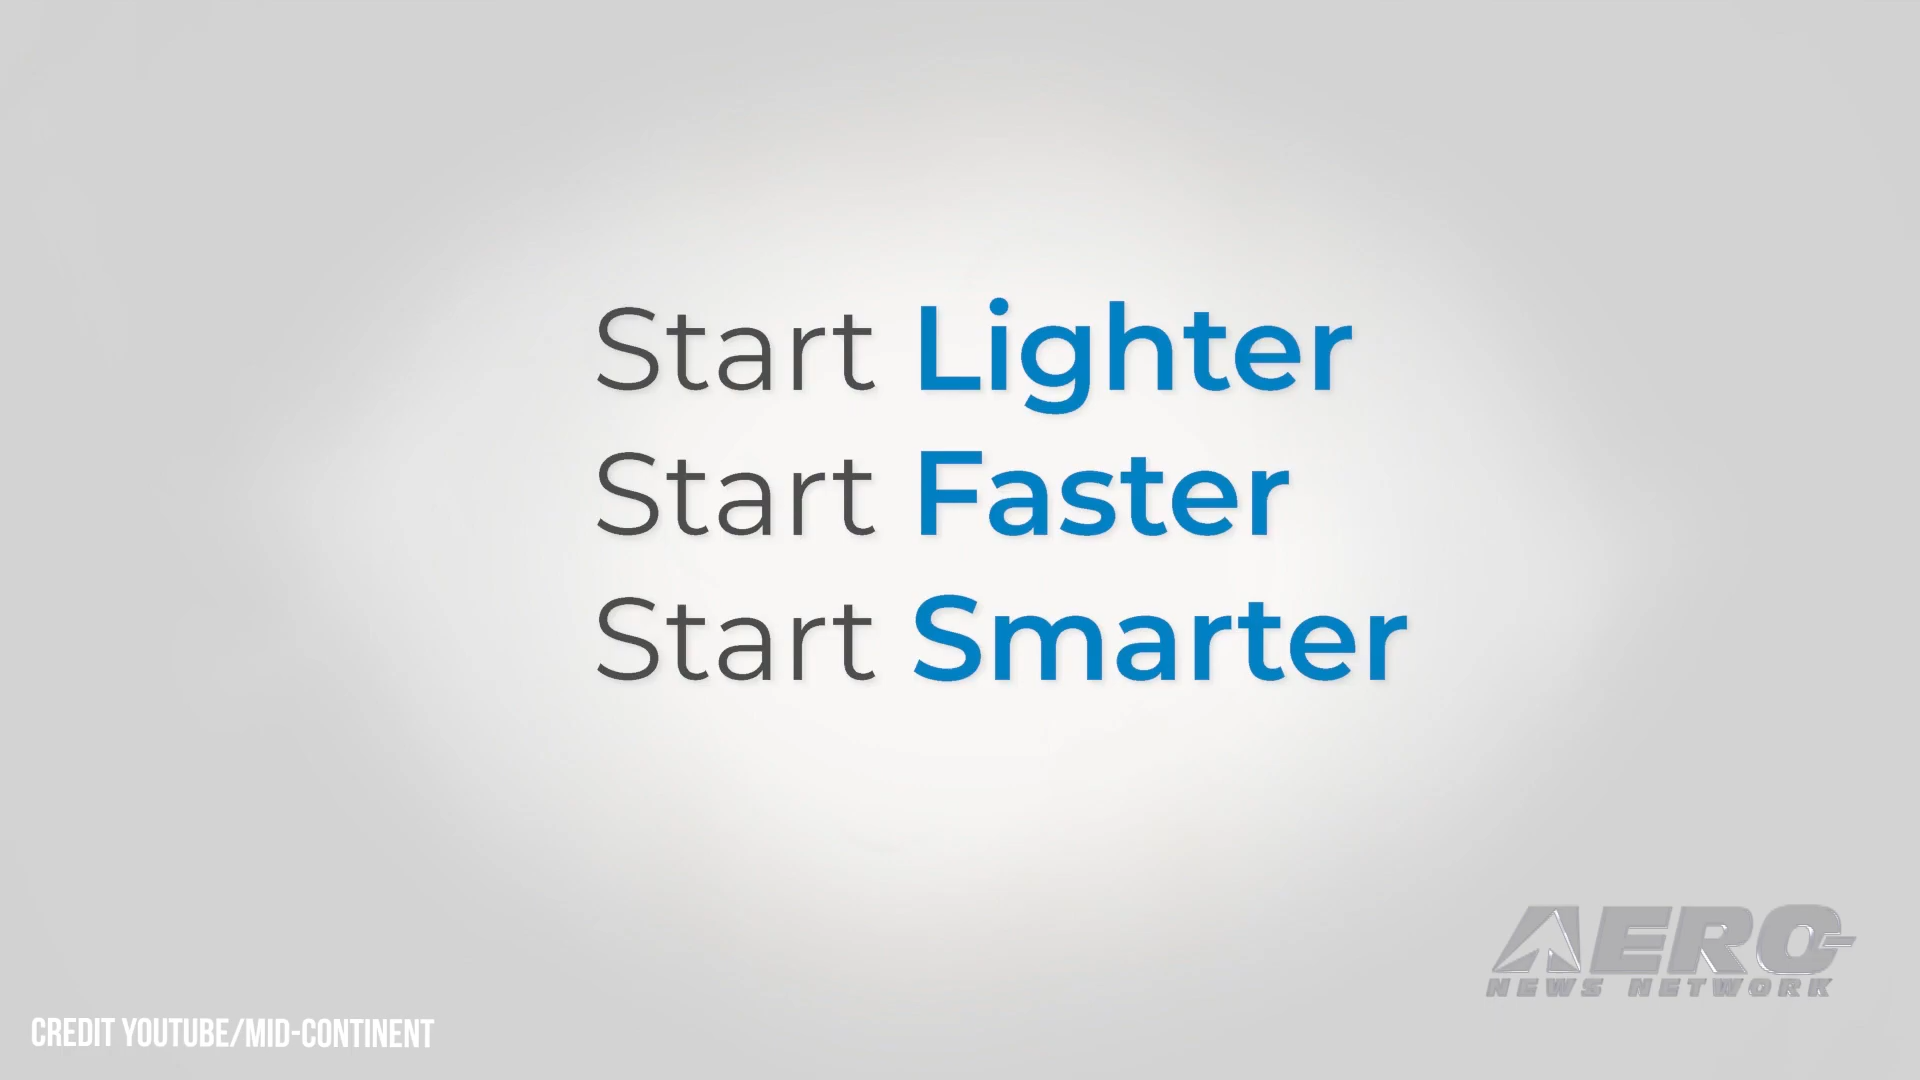 Start Lighter
Start Faster
Start Smarter
AERO
NEWS NETWORK
CREDIT YOUTUBE/MID-CONTINENT